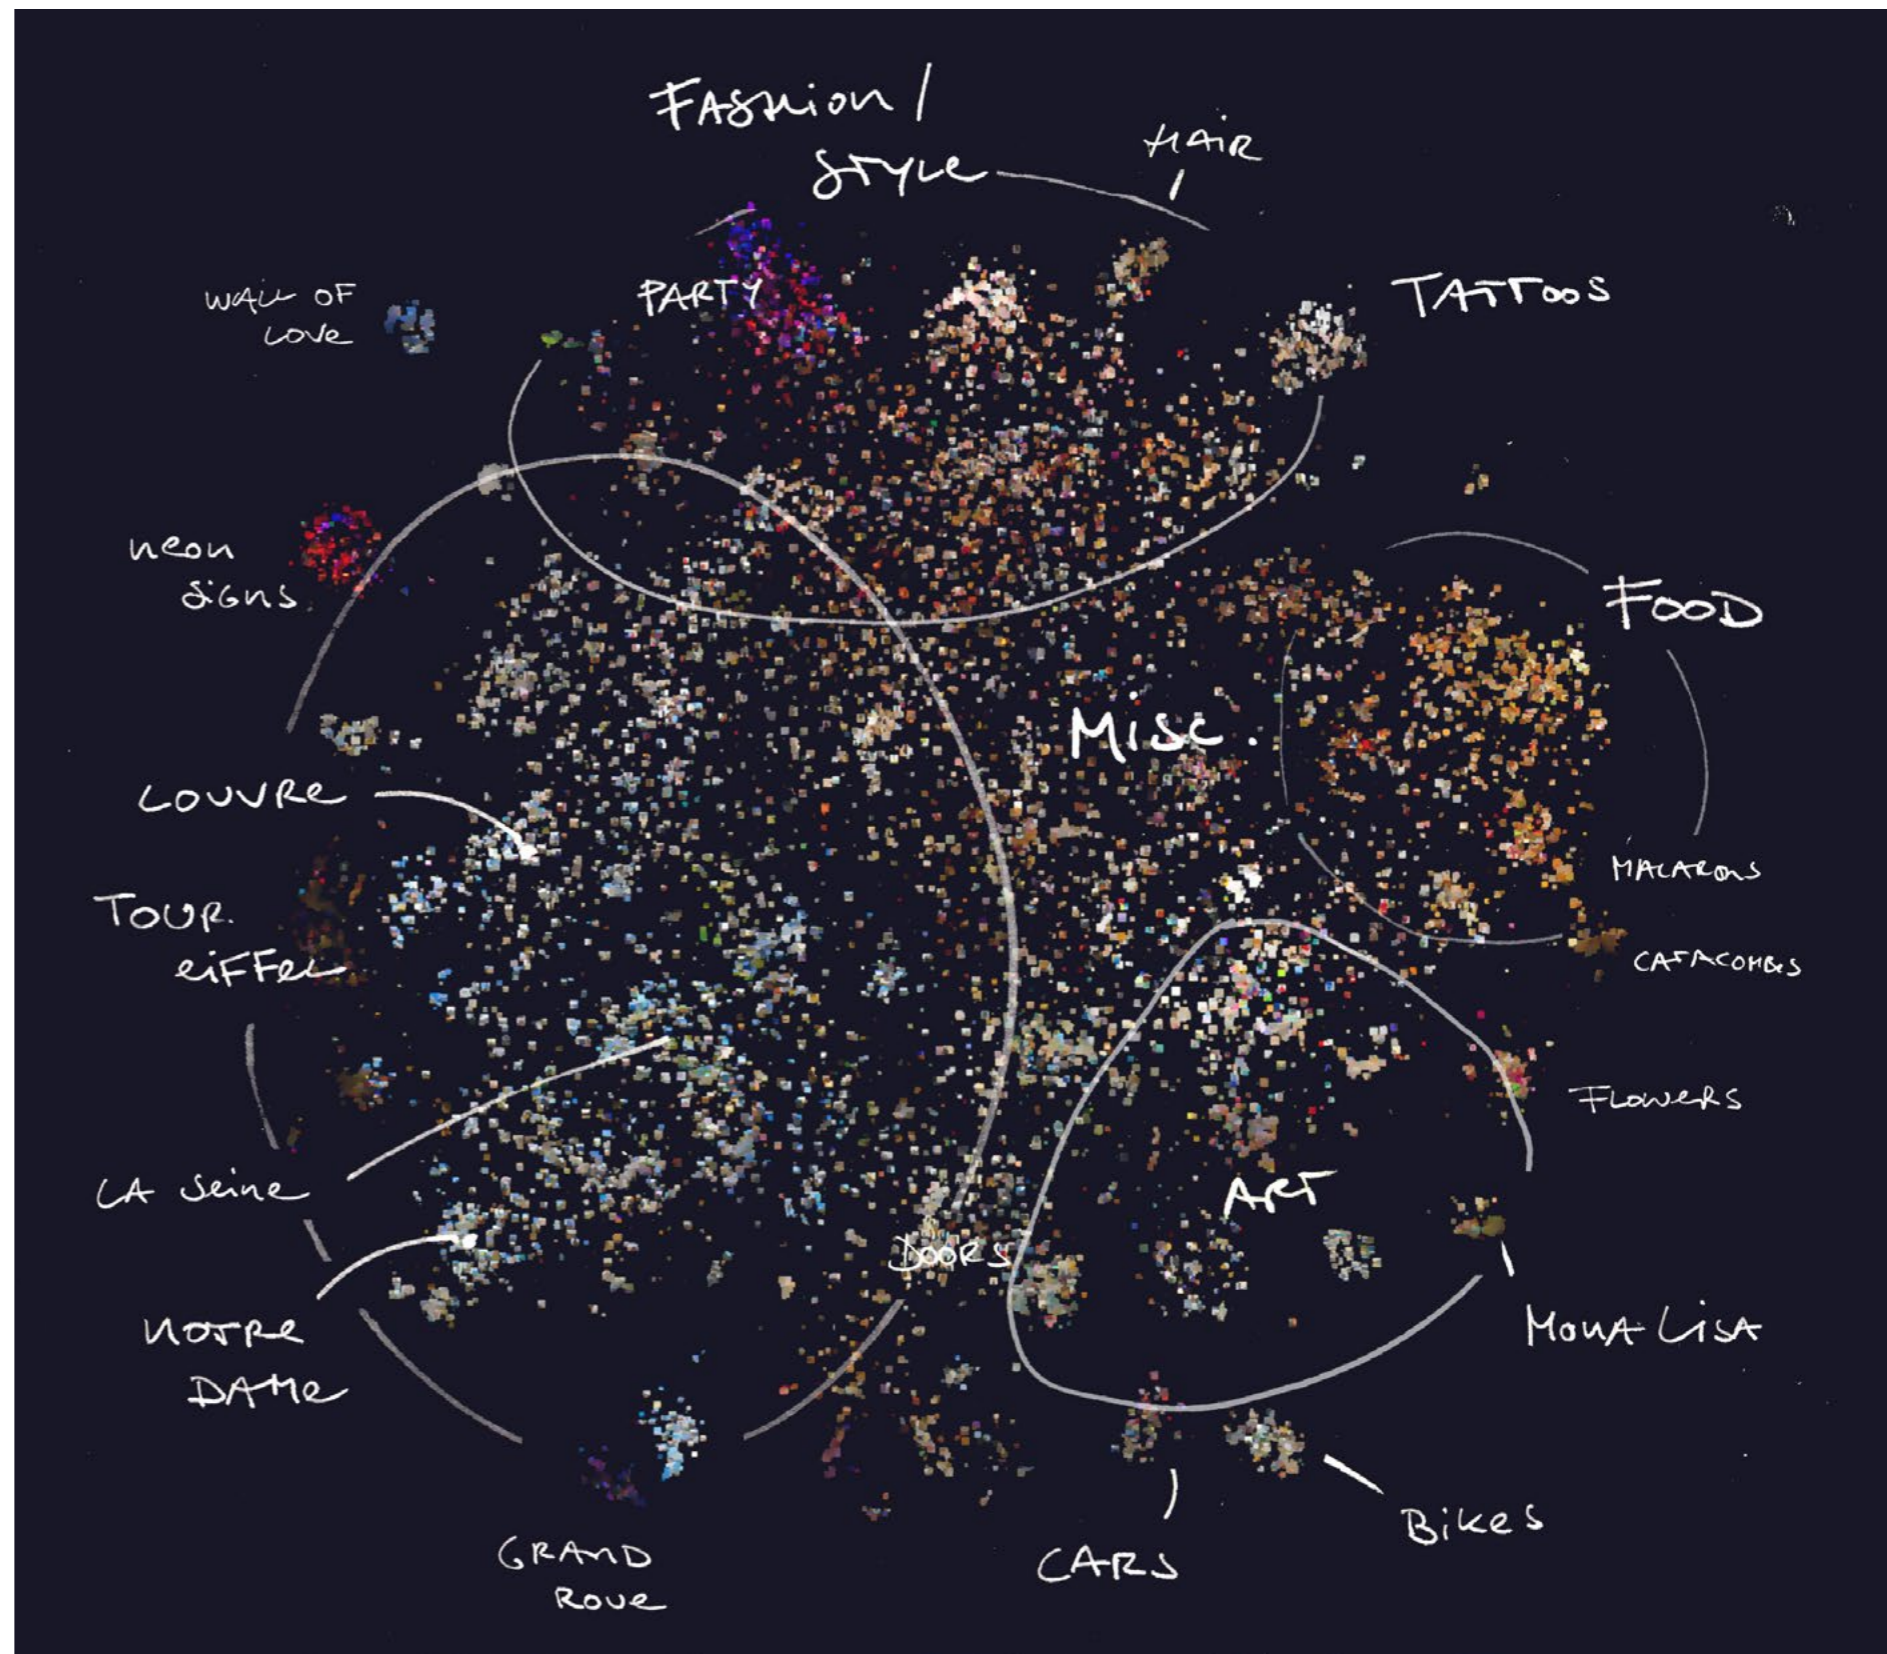 FASHION/
STYLE
HAIR
WALL OF
LOVE
PARTY
TATTOOS
neon
SIGNS
FOOD
MISC.
LOUVRE
MACARONS
TOUR
EIFFEL
CATACOMBES
FLOWERS
LA Seine
ART
DOORS
NOTRE
DAME
MONA LISA
GRAND
ROUE
CARS
BIKES